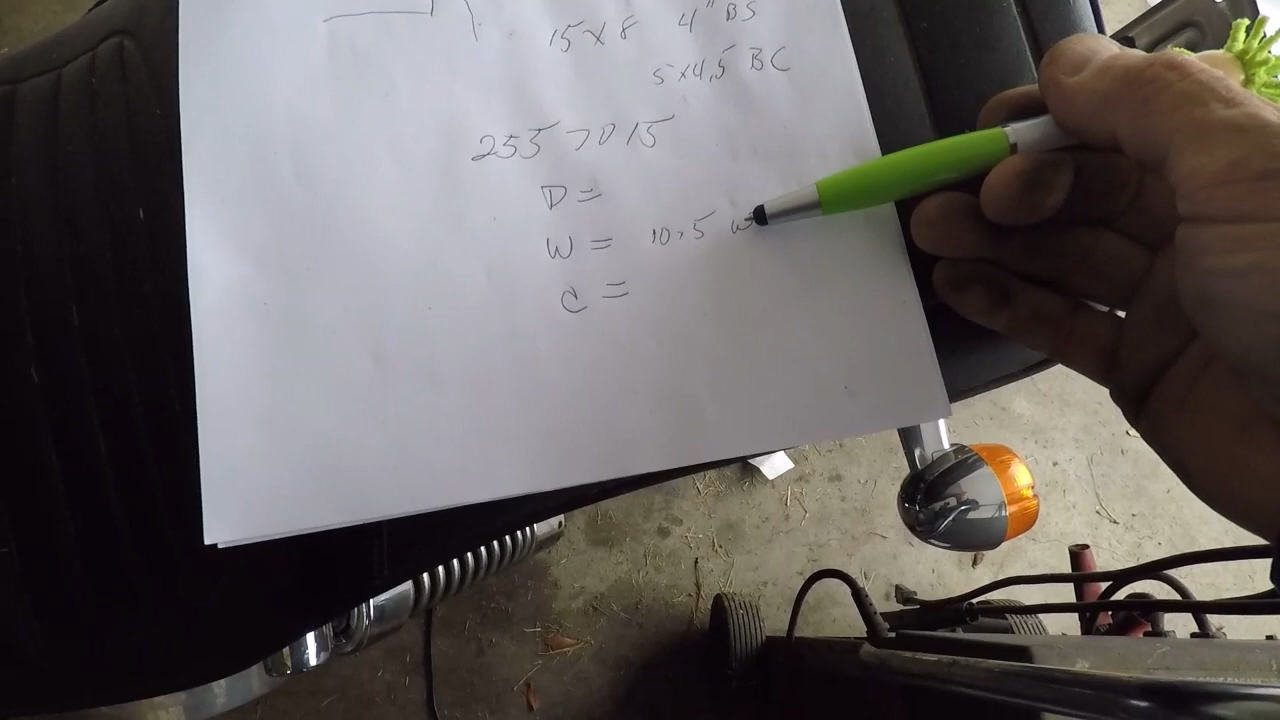 15 X 8 4" BS
5 X 4,5 BC
255 70 15
D =
W = 10.5 w
C =